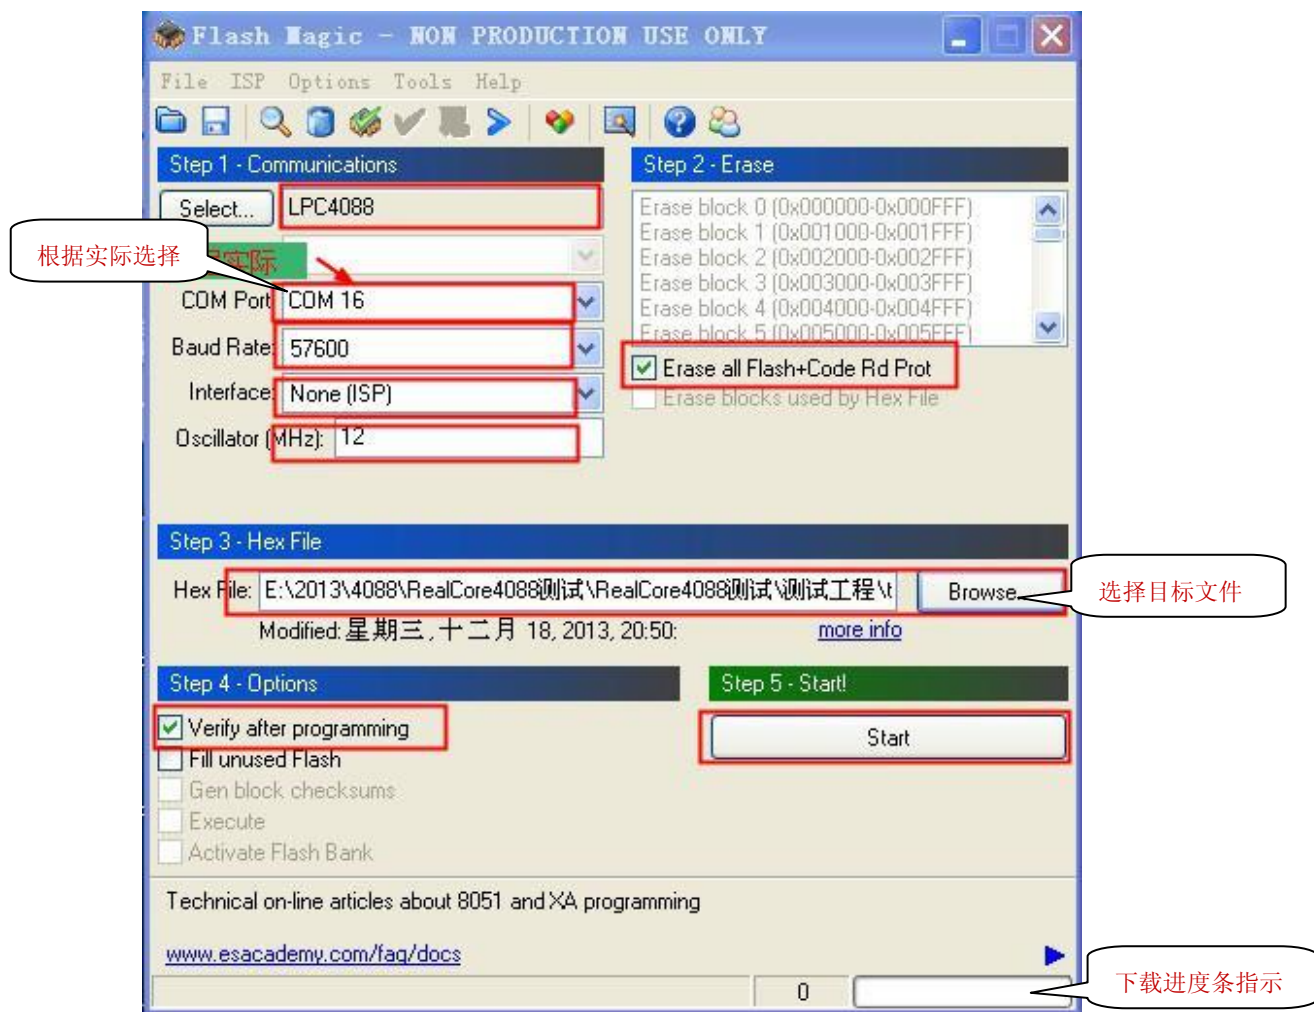 Flash Magic - NON PRODUCTION USE ONLY
File ISP Options Tools Help
Step 1 - Communications
Select... LPC4088
根据实际选择
实际
COM Port COM 16
Baud Rate: 57600
Interface: None (ISP)
Oscillator (MHz): 12
Step 2 - Erase
Erase block 0 (0x000000-0x000FFF)
Erase block 1 (0x001000-0x001FFF)
Erase block 2 (0x002000-0x002FFF)
Erase block 3 (0x003000-0x003FFF)
Erase block 4 (0x004000-0x004FFF)
Erase block 5 (0x005000-0x005FFF)
Erase all Flash+Code Rd Prot
Erase blocks used by Hex File
Step 3 - Hex File
Hex File: E:\2013\4088\RealCore4088测试\RealCore4088测试\测试工程\t Browse...
选择目标文件
Modified: 星期三, 十二月 18, 2013, 20:50: more info
Step 4 - Options
Verify after programming
Fill unused Flash
Gen block checksums
Execute
Activate Flash Bank
Step 5 - Start!
Start
Technical on-line articles about 8051 and XA programming
www.esacademy.com/faq/docs
0
下载进度条指示